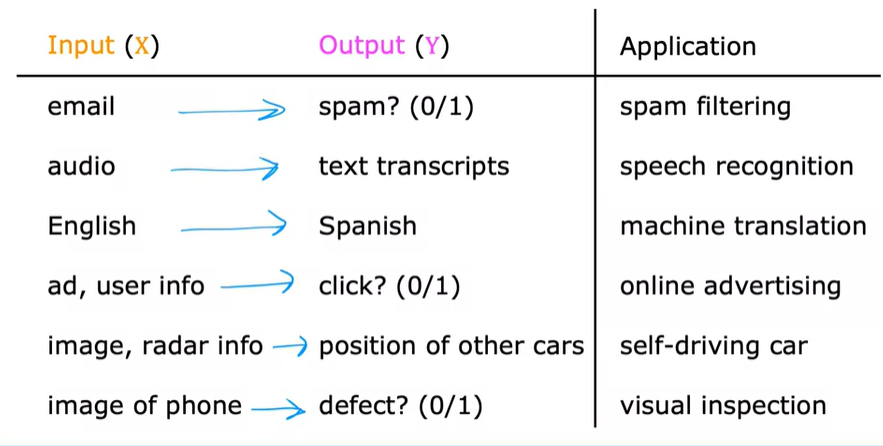 Input (X) Output (Y) Application
email spam? (0/1) spam filtering
audio text transcripts speech recognition
English Spanish machine translation
ad, user info click? (0/1) online advertising
image, radar info position of other cars self-driving car
image of phone defect? (0/1) visual inspection